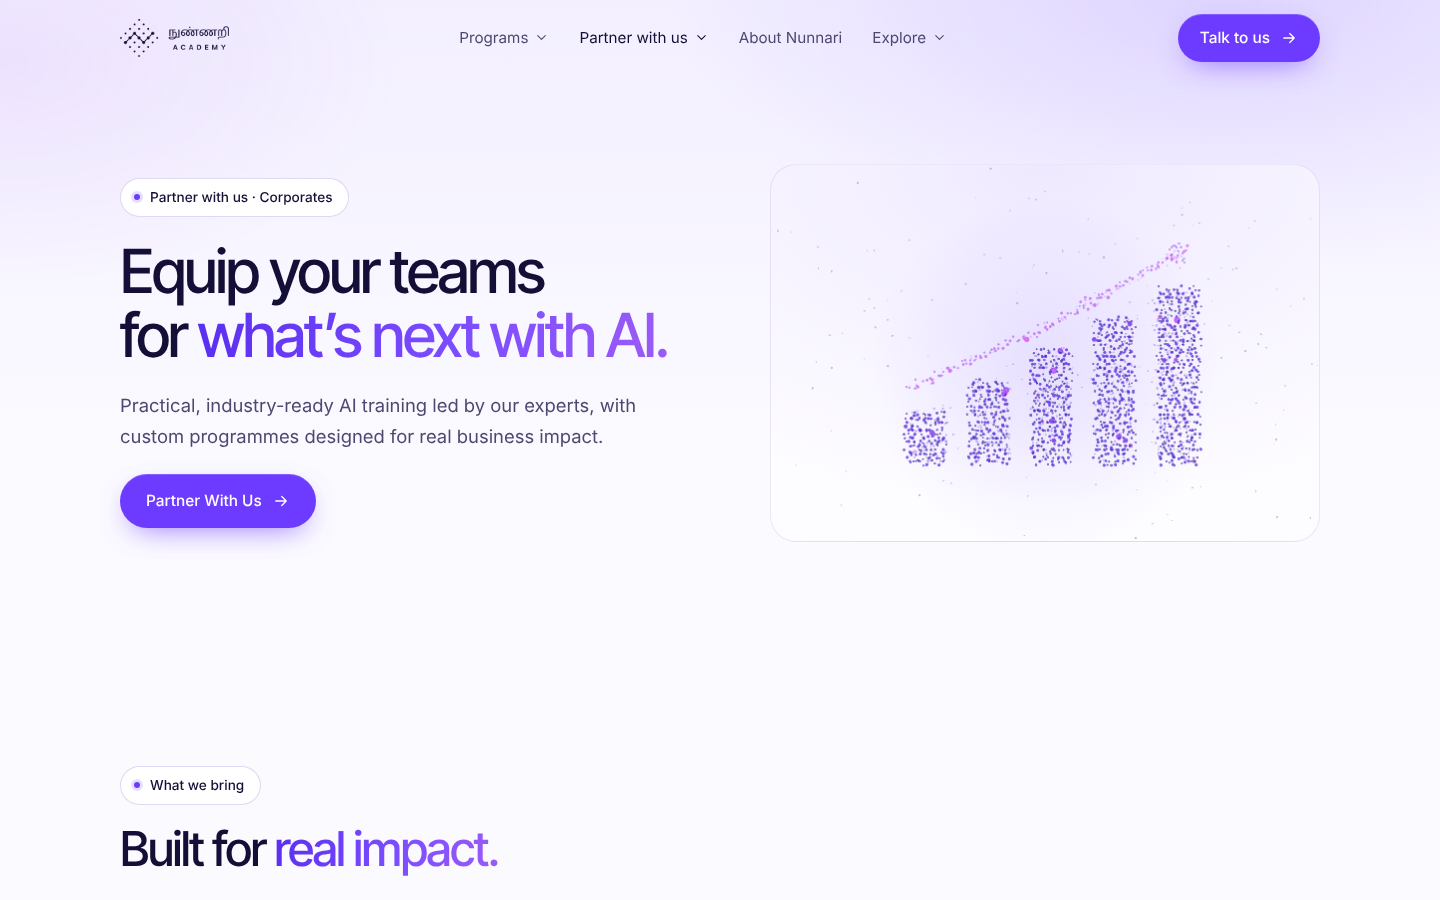 நுண்ணறி
ACADEMY
Programs
Partner with us
About Nunnari
Explore
Talk to us
Partner with us · Corporates
Equip your teams
for what’s next with AI.
Practical, industry-ready AI training led by our experts, with
custom programmes designed for real business impact.
Partner With Us
What we bring
Built for real impact.